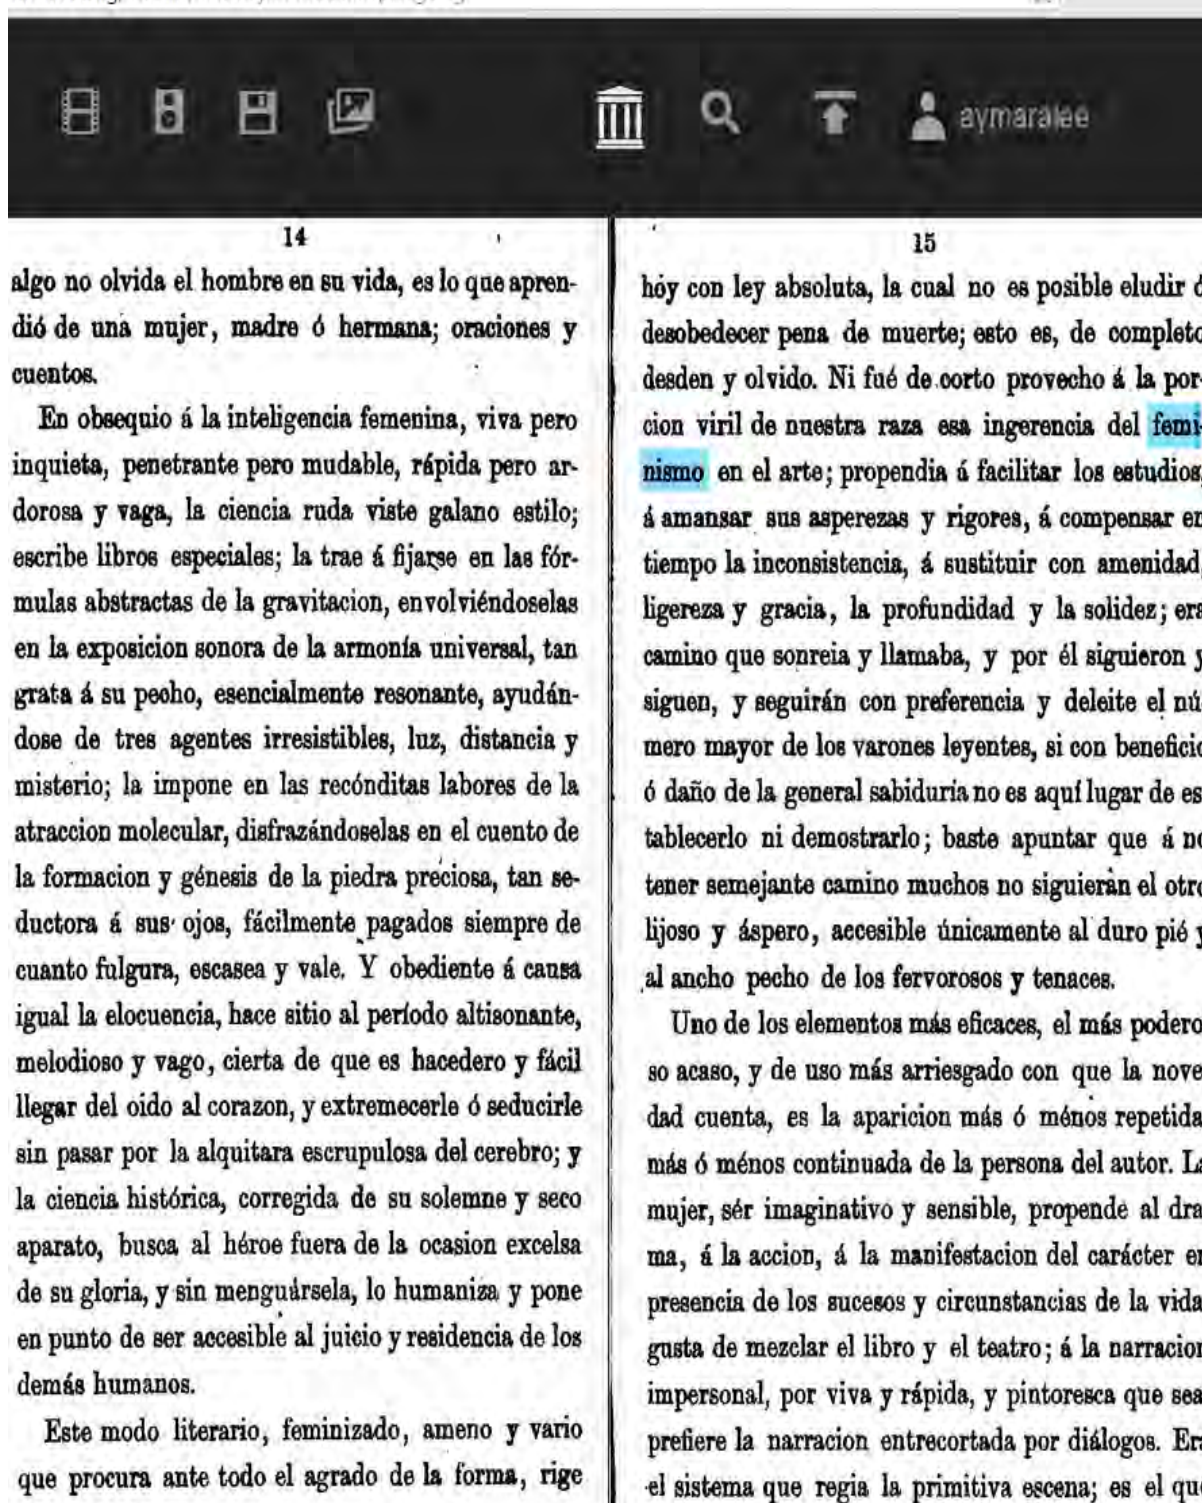 aymaralee
14
algo no olvida el hombre en su vida, es lo que apren-
dió de una mujer, madre ó hermana; oraciones y
cuentos.
En obsequio á la inteligencia femenina, viva pero
inquieta, penetrante pero mudable, rápida pero ar-
dorosa y vaga, la ciencia ruda viste galano estilo;
escribe libros especiales; la trae á fijarse en las fór-
mulas abstractas de la gravitacion, envolviéndoselas
en la exposicion sonora de la armonía universal, tan
grata á su pecho, esencialmente resonante, ayudán-
dose de tres agentes irresistibles, luz, distancia y
misterio; la impone en las recónditas labores de la
atraccion molecular, disfrazándoselas en el cuento de
la formacion y génesis de la piedra preciosa, tan se-
ductora á sus ojos, fácilmente pagados siempre de
cuanto fulgura, escasea y vale. Y obediente á causa
igual la elocuencia, hace sitio al período altisonante,
melodioso y vago, cierta de que es hacedero y fácil
llegar del oido al corazon, y extremecerle ó seducirle
sin pasar por la alquitara escrupulosa del cerebro; y
la ciencia histórica, corregida de su solemne y seco
aparato, busca al héroe fuera de la ocasion excelsa
de su gloria, y sin menguársela, lo humaniza y pone
en punto de ser accesible al juicio y residencia de los
demás humanos.
Este modo literario, feminizado, ameno y vario
que procura ante todo el agrado de la forma, rige
15
hoy con ley absoluta, la cual no es posible eludir ó
desobedecer pena de muerte; esto es, de completo
desden y olvido. Ni fué de corto provecho á la por-
cion viril de nuestra raza esa ingerencia del femi-
nismo en el arte; propendia á facilitar los estudios,
á amansar sus asperezas y rigores, á compensar en
tiempo la inconsistencia, á sustituir con amenidad,
ligereza y gracia, la profundidad y la solidez; era
camino que sonreia y llamaba, y por él siguieron y
siguen, y seguirán con preferencia y deleite el nú-
mero mayor de los varones leyentes, si con beneficio
ó daño de la general sabiduría no es aquí lugar de es
tablecerlo ni demostrarlo; baste apuntar que á no
tener semejante camino muchos no siguieran el otro
lijoso y áspero, accesible únicamente al duro pié y
al ancho pecho de los fervorosos y tenaces.
Uno de los elementos más eficaces, el más podero
so acaso, y de uso más arriesgado con que la nove
dad cuenta, es la aparicion más ó ménos repetida
más ó ménos continuada de la persona del autor. La
mujer, sér imaginativo y sensible, propende al dra
ma, á la accion, á la manifestacion del carácter en
presencia de los sucesos y circunstancias de la vida
gusta de mezclar el libro y el teatro; á la narracion
impersonal, por viva y rápida, y pintoresca que sea
prefiere la narracion entrecortada por diálogos. Era
el sistema que regia la primitiva escena; es el que